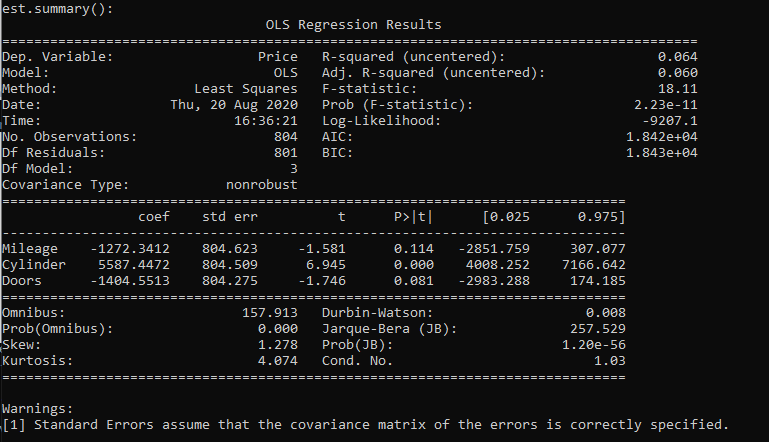 est.summary():
OLS Regression Results
==============================================================================
Dep. Variable: Price R-squared (uncentered): 0.064
Model: OLS Adj. R-squared (uncentered): 0.060
Method: Least Squares F-statistic: 18.11
Date: Thu, 20 Aug 2020 Prob (F-statistic): 2.23e-11
Time: 16:36:21 Log-Likelihood: -9207.1
No. Observations: 804 AIC: 1.842e+04
Df Residuals: 801 BIC: 1.843e+04
Df Model: 3
Covariance Type: nonrobust
==============================================================================
coef std err t P>|t| [0.025 0.975]
------------------------------------------------------------------------------
Mileage -1272.3412 804.623 -1.581 0.114 -2851.759 307.077
Cylinder 5587.4472 804.509 6.945 0.000 4008.252 7166.642
Doors -1404.5513 804.275 -1.746 0.081 -2983.288 174.185
==============================================================================
Omnibus: 157.913 Durbin-Watson: 0.008
Prob(Omnibus): 0.000 Jarque-Bera (JB): 257.529
Skew: 1.278 Prob(JB): 1.20e-56
Kurtosis: 4.074 Cond. No. 1.03
==============================================================================
Warnings:
[1] Standard Errors assume that the covariance matrix of the errors is correctly specified.